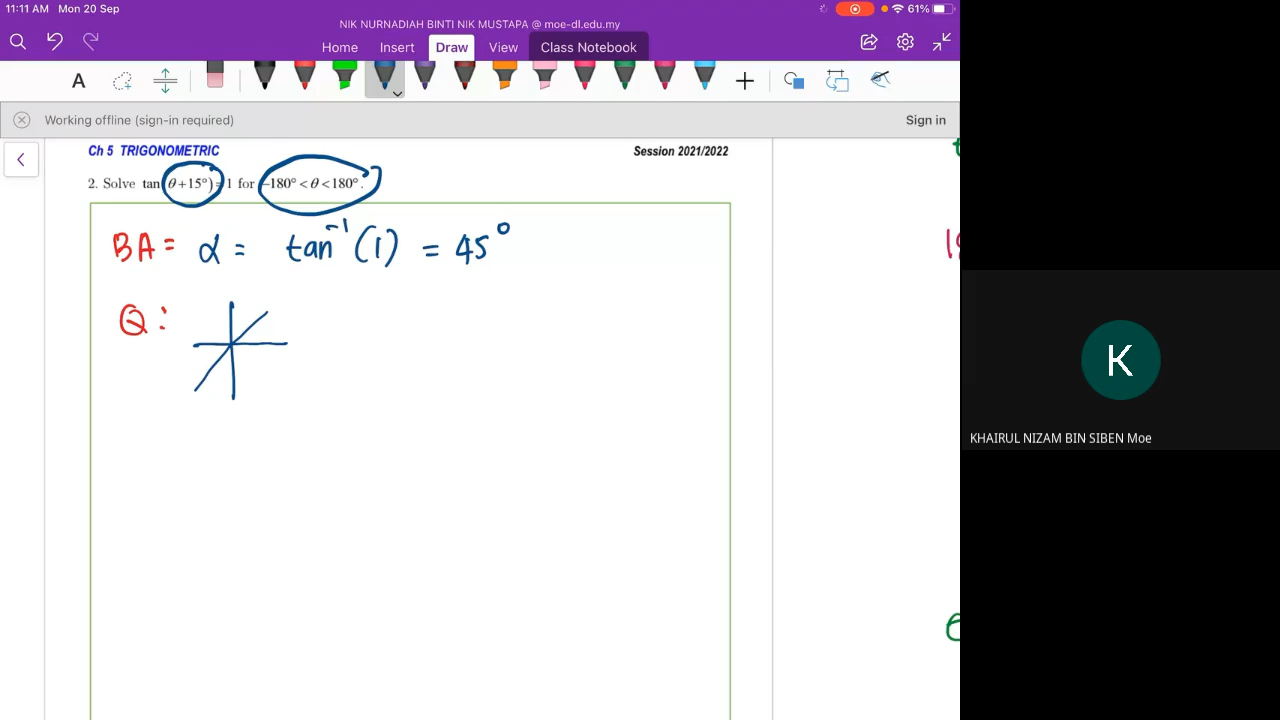 11:11 AM Mon 20 Sep
61%
NIK NURNADIAH BINTI NIK MUSTAPA @ moe-dl.edu.my
Home Insert Draw View Class Notebook
A
Working offline (sign-in required)
Sign in
Ch 5 TRIGONOMETRIC
Session 2021/2022
2. Solve tan(θ+15°)=1 for −180° < θ < 180°.
BA = α = tan⁻¹ (1) = 45°
Q :
K
KHAIRUL NIZAM BIN SIBEN Moe